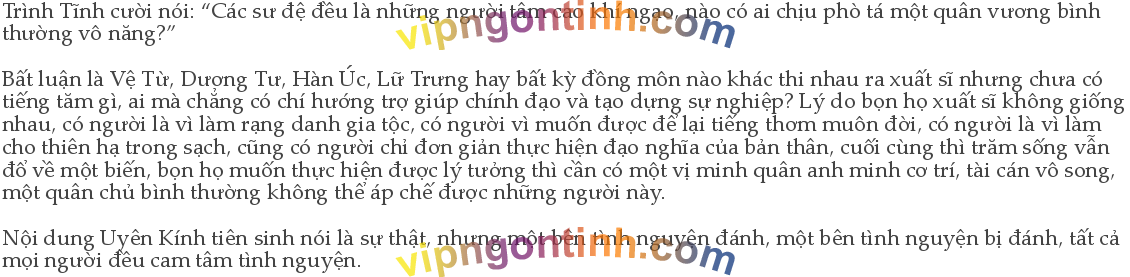 Trình Tĩnh cười nói: “Các sư đệ đều là những người tâm cao khí ngạo, nào có ai chịu phò tá một quân vương bình
thường vô năng?”
Bất luận là Vệ Từ, Dượng Tư, Hàn Úc, Lữ Trưng hay bất kỳ đồng môn nào khác thi nhau ra xuất sĩ nhưng chưa có
tiếng tăm gì, ai mà chẳng có chí hướng trợ giúp chính đạo và tạo dựng sự nghiệp? Lý do bọn họ xuất sĩ không giống
nhau, có người là vì làm rạng danh gia tộc, có người vì muốn được để lại tiếng thơm muôn đời, có người là vì làm
cho thiên hạ trong sạch, cũng có người chỉ đơn giản thực hiện đạo nghĩa của bản thân, cuối cùng thì trăm sống vẫn
đổ về một biến, bọn họ muốn thực hiện được lý tưởng thì cần có một vị minh quân anh minh cơ trí, tài cán vô song,
một quân chủ bình thường không thể áp chế được những người này.
Nội dung Uyên Kính tiên sinh nói là sự thật, nhưng một bên tình nguyện đánh, một bên tình nguyện bị đánh, tất cả
mọi người đều cam tâm tình nguyện.
vipngontinh.com
vipngontinh.com